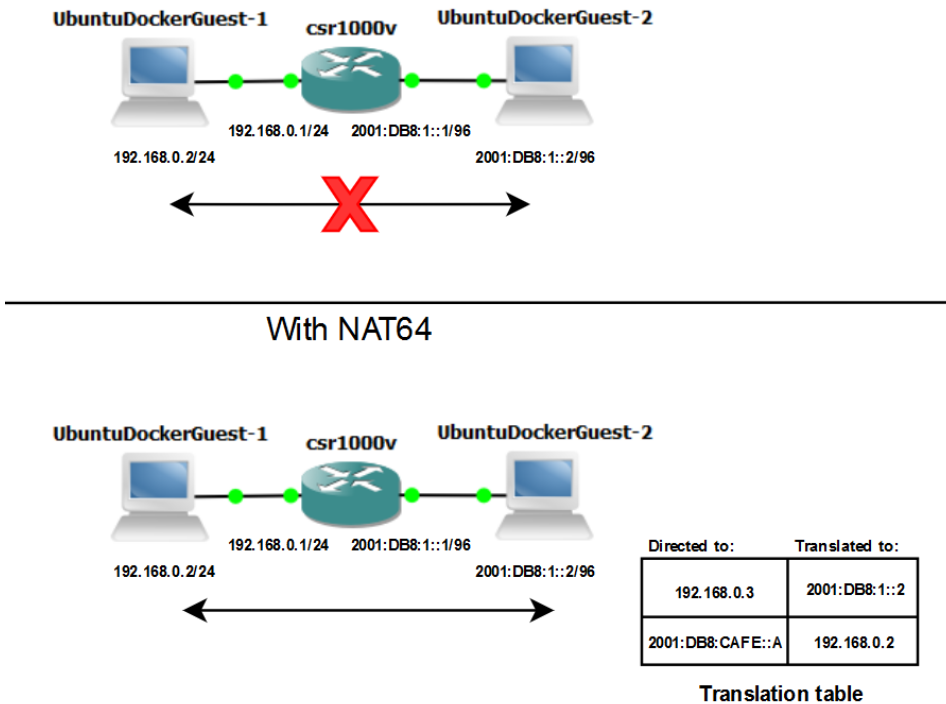 UbuntuDockerGuest-1
csr1000v
UbuntuDockerGuest-2
192.168.0.1/24
2001:DB8:1::1/96
192.168.0.2/24
2001:DB8:1::2/96
X
With NAT64
UbuntuDockerGuest-1
csr1000v
UbuntuDockerGuest-2
192.168.0.1/24
2001:DB8:1::1/96
192.168.0.2/24
2001:DB8:1::2/96
Directed to:
Translated to:
192.168.0.3
2001:DB8:1::2
2001:DB8:CAFE::A
192.168.0.2
Translation table